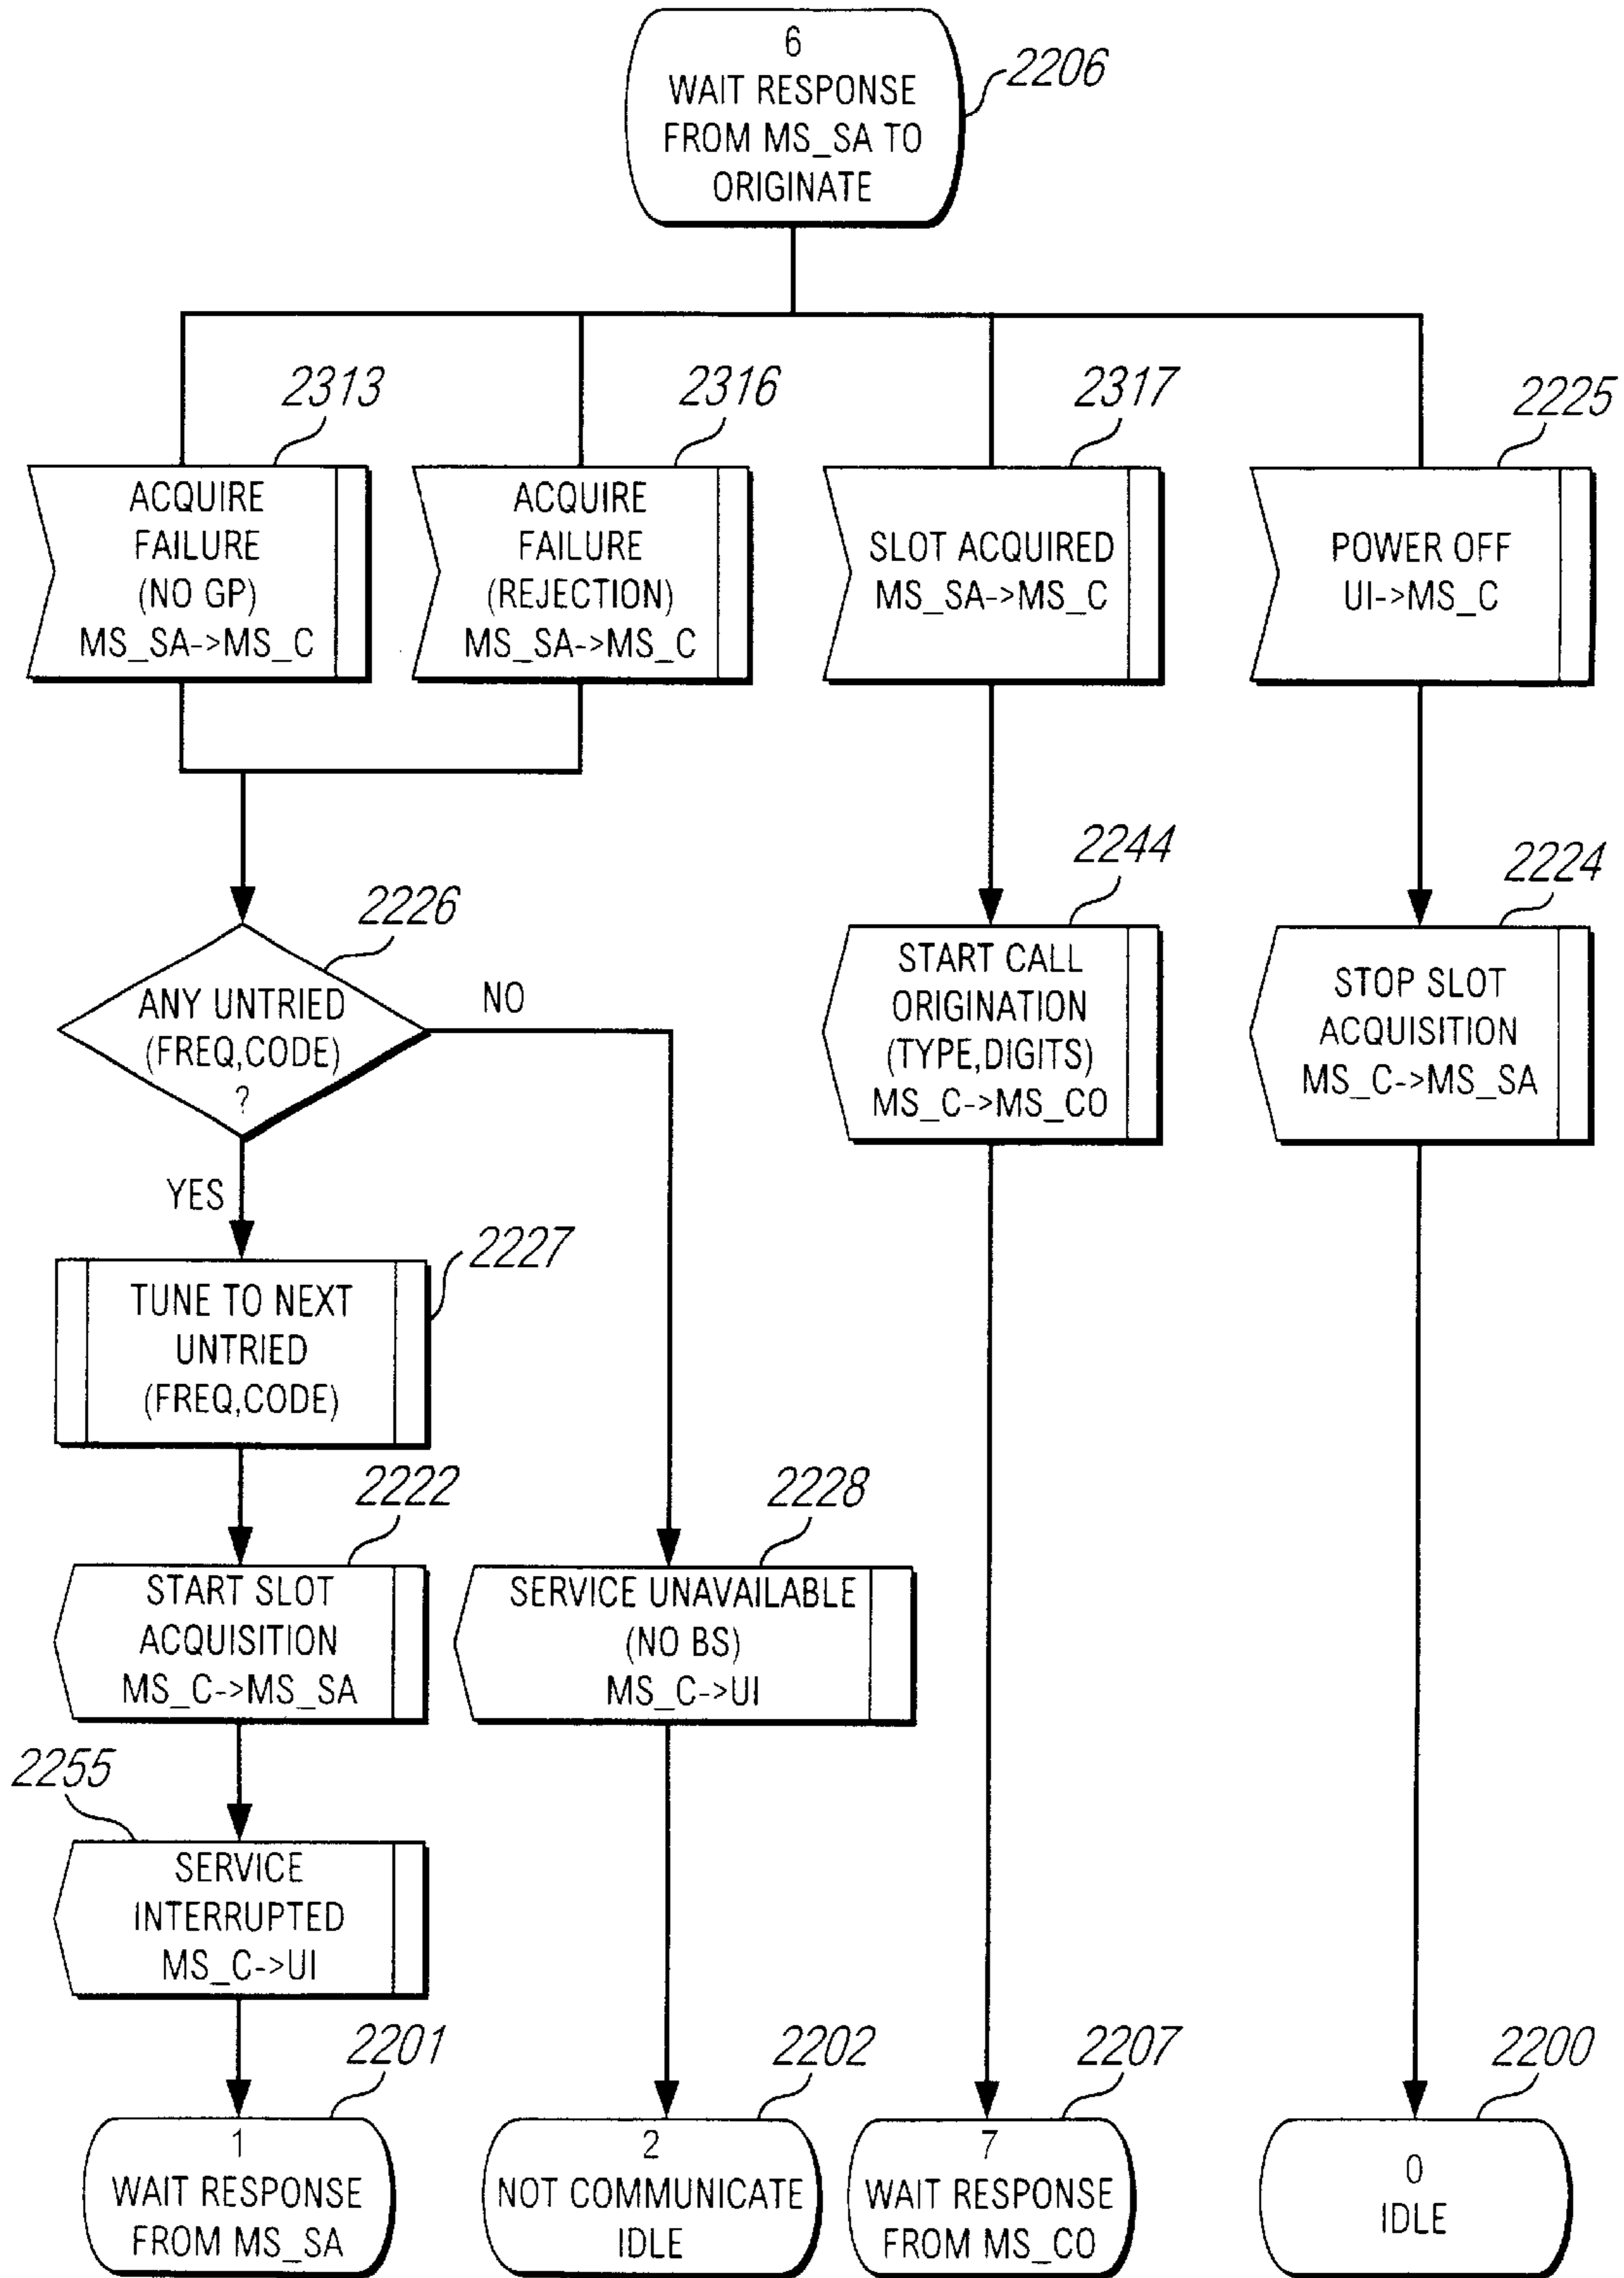 6
WAIT RESPONSE
FROM MS_SA TO
ORIGINATE
2206
2313
ACQUIRE
FAILURE
(NO GP)
MS_SA->MS_C
2316
ACQUIRE
FAILURE
(REJECTION)
MS_SA->MS_C
2317
SLOT ACQUIRED
MS_SA->MS_C
2225
POWER OFF
UI->MS_C
2226
ANY UNTRIED
(FREQ,CODE)
?
NO
YES
2244
START CALL
ORIGINATION
(TYPE,DIGITS)
MS_C->MS_CO
2224
STOP SLOT
ACQUISITION
MS_C->MS_SA
2227
TUNE TO NEXT
UNTRIED
(FREQ,CODE)
2222
START SLOT
ACQUISITION
MS_C->MS_SA
2228
SERVICE UNAVAILABLE
(NO BS)
MS_C->UI
2255
SERVICE
INTERRUPTED
MS_C->UI
2201
1
WAIT RESPONSE
FROM MS_SA
2202
2
NOT COMMUNICATE
IDLE
2207
7
WAIT RESPONSE
FROM MS_CO
2200
0
IDLE